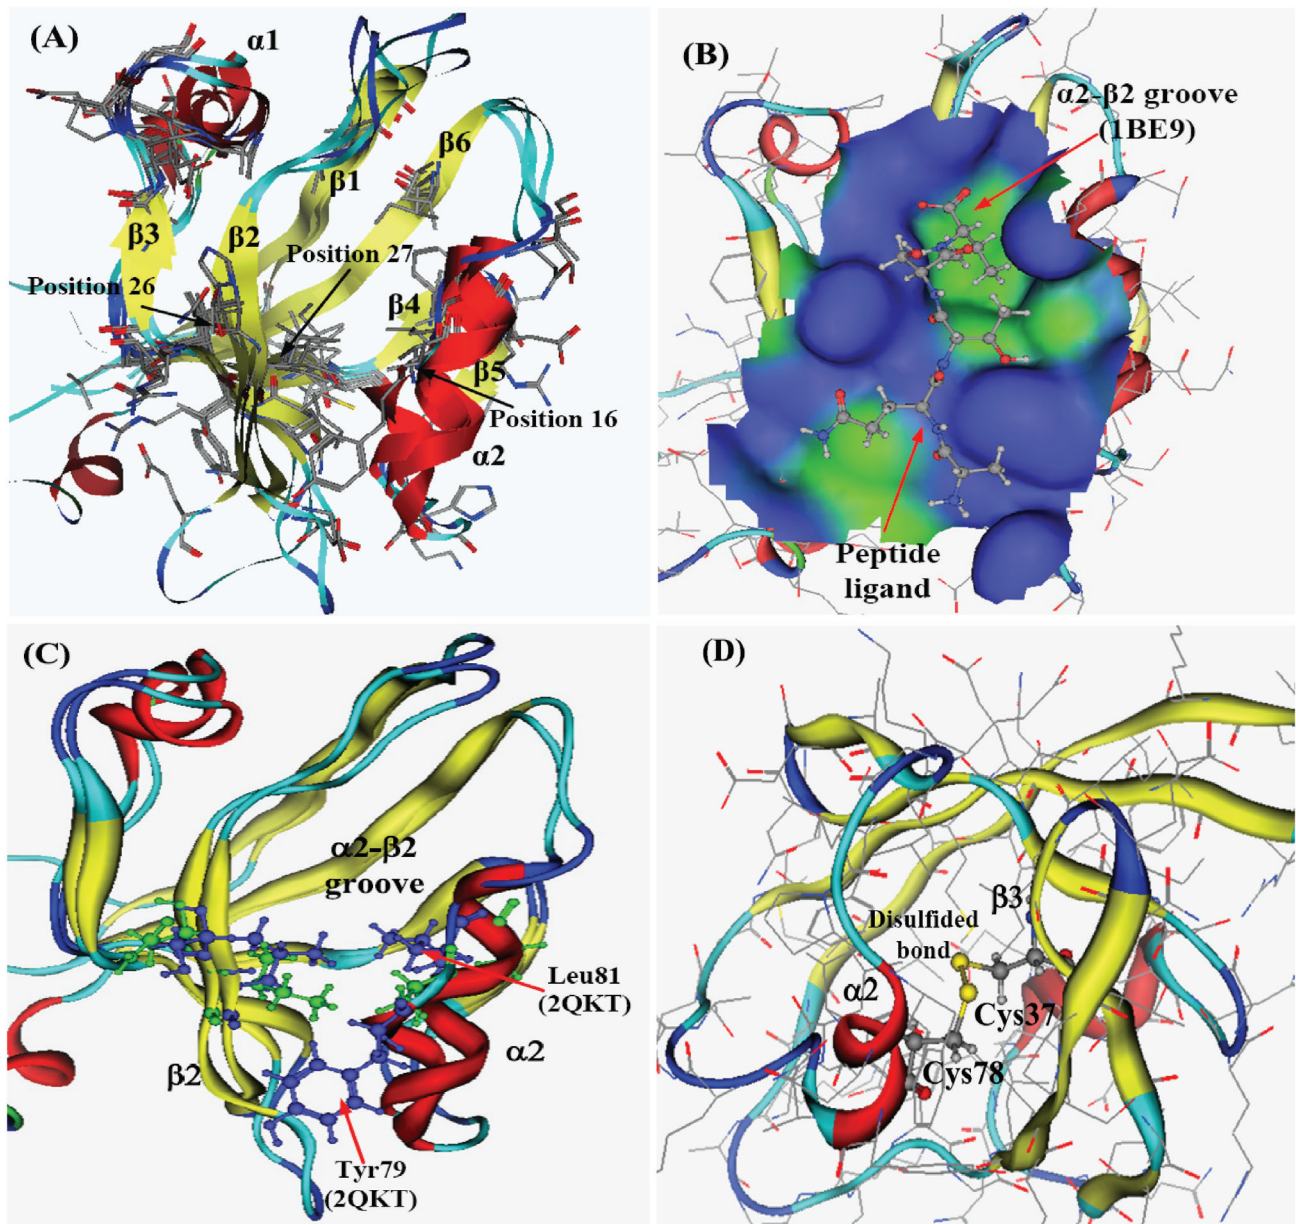 (A)
α1
β3
β2
β1
β6
Position 27
Position
26
β4
β5
Position 16
α2
(B)
α2-β2 groove
(1BE9)
Peptide
ligand
(C)
α2-β2
groove
Leu81
(2QKT)
β2
α2
Tyr79
(2QKT)
(D)
β3
Disulfided
bond
α2
Cys37
Cys78